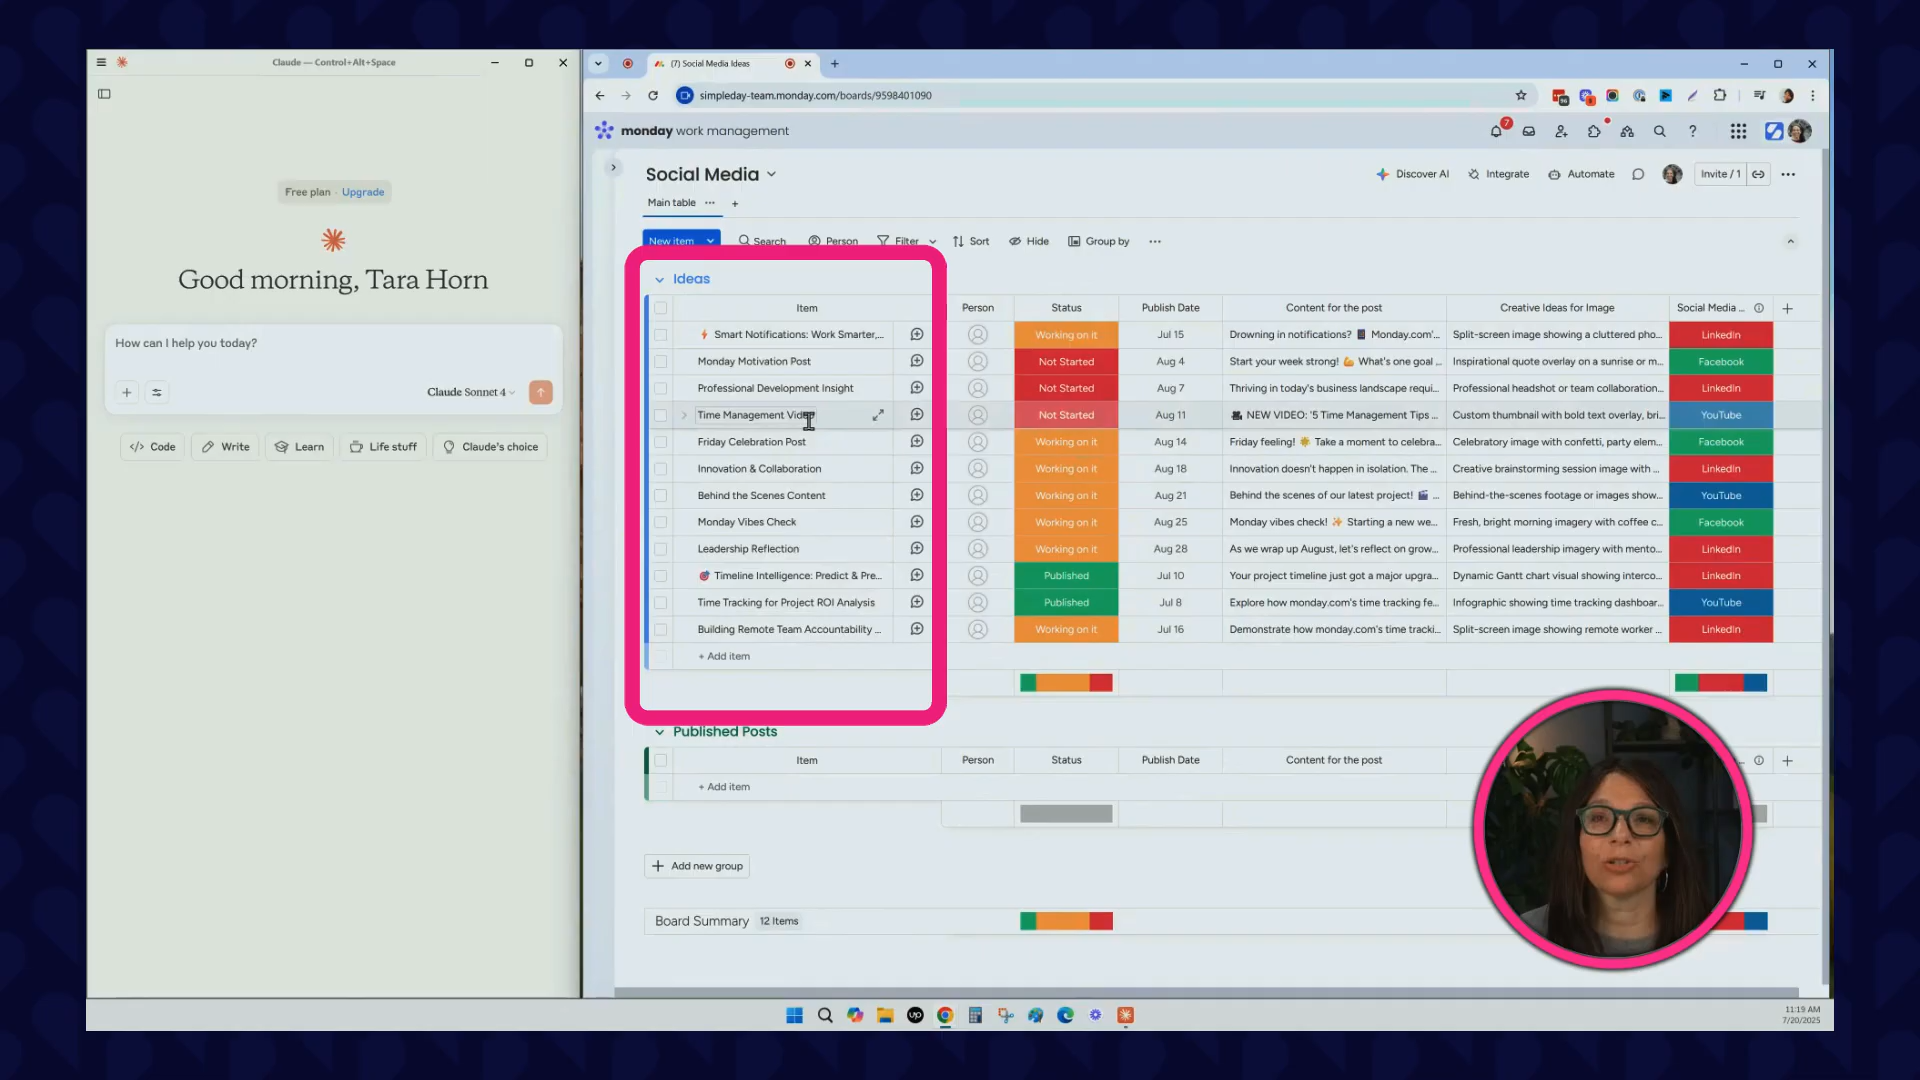 Claude — Control+Alt+Space
Free plan · Upgrade
Good morning, Tara Horn
How can I help you today?
Claude Sonnet 4
Code
Write
Learn
Life stuff
Claude's choice
(7) Social Media Ideas
simpleday-team.monday.com/boards/9598401090
monday work management
7
Social Media
Discover AI
Integrate
Automate
Invite / 1
Main table
New item
Search
Person
Filter
Sort
Hide
Group by
Ideas
Item Person Status Publish Date Content for the post Creative Ideas for Image Social Media ...
Smart Notifications: Work Smarter,... Working on it Jul 15 Drowning in notifications? 📱 Monday.com'... Split-screen image showing a cluttered pho... LinkedIn
Monday Motivation Post Not Started Aug 4 Start your week strong! 💪 What's one goal ... Inspirational quote overlay on a sunrise or m... Facebook
Professional Development Insight Not Started Aug 7 Thriving in today's business landscape requi... Professional headshot or team collaboration... LinkedIn
Time Management Video Not Started Aug 11 🎥 NEW VIDEO: '5 Time Management Tips ... Custom thumbnail with bold text overlay, bri... YouTube
Friday Celebration Post Working on it Aug 14 Friday feeling! 🌟 Take a moment to celebra... Celebratory image with confetti, party elem... Facebook
Innovation & Collaboration Working on it Aug 18 Innovation doesn't happen in isolation. The ... Creative brainstorming session image with ... LinkedIn
Behind the Scenes Content Working on it Aug 21 Behind the scenes of our latest project! 🎬 ... Behind-the-scenes footage or images show... YouTube
Monday Vibes Check Working on it Aug 25 Monday vibes check! ✨ Starting a new we... Fresh, bright morning imagery with coffee c... Facebook
Leadership Reflection Working on it Aug 28 As we wrap up August, let's reflect on grow... Professional leadership imagery with mento... LinkedIn
🎯 Timeline Intelligence: Predict & Pre... Published Jul 10 Your project timeline just got a major upgra... Dynamic Gantt chart visual showing interco... LinkedIn
Time Tracking for Project ROI Analysis Published Jul 8 Explore how monday.com's time tracking fe... Infographic showing time tracking dashboar... YouTube
Building Remote Team Accountability ... Working on it Jul 16 Demonstrate how monday.com's time tracki... Split-screen image showing remote worker ... LinkedIn
+ Add item
Published Posts
Item Person Status Publish Date Content for the post
+ Add item
+ Add new group
Board Summary 12 Items
up
11:19 AM
7/20/2025